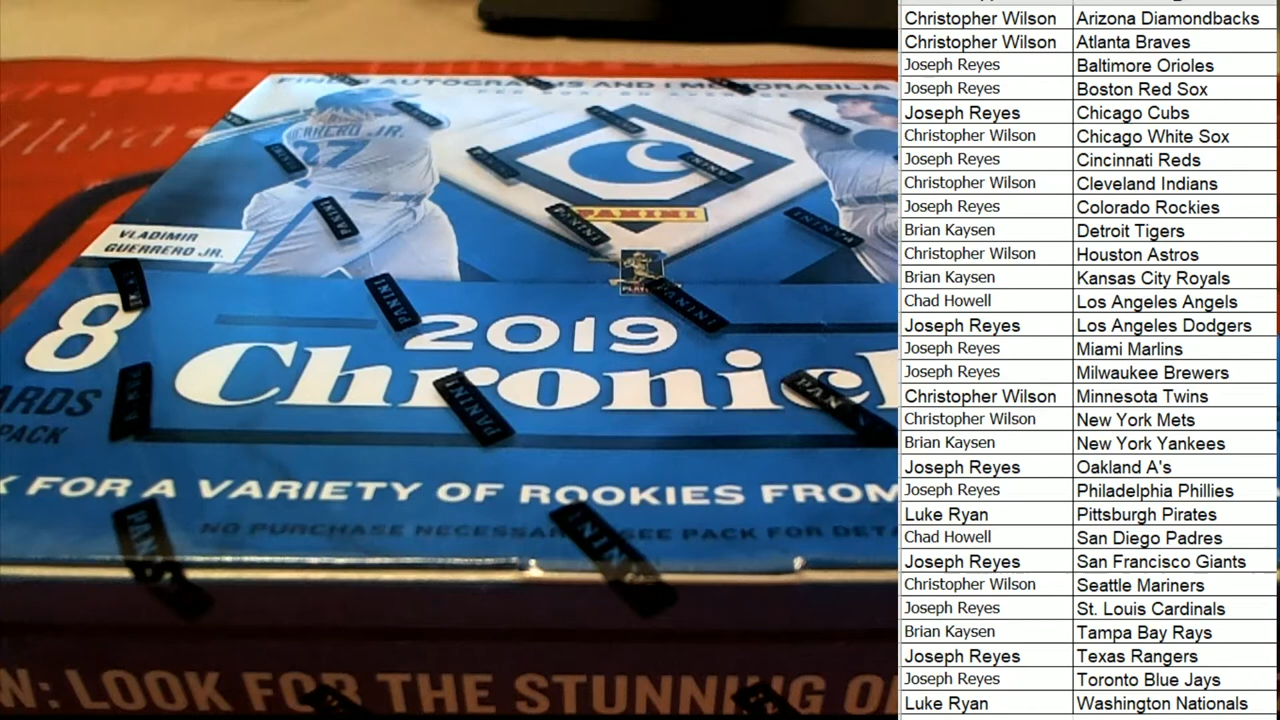 AUTOGRAPHS AND
GUERRERO JR.
27
PANINI
VLADIMIR
GUERRERO JR.
8
2019
Chronicl
ARDS
PACK
K FOR A VARIETY OF ROOKIES FROM
NO PURCHASE NECESSARY. SEE PACK FOR DETA
N: LOOK FOR THE STUNNING O
Christopher Wilson Arizona Diamondbacks
Christopher Wilson Atlanta Braves
Joseph Reyes Baltimore Orioles
Joseph Reyes Boston Red Sox
Joseph Reyes Chicago Cubs
Christopher Wilson Chicago White Sox
Joseph Reyes Cincinnati Reds
Christopher Wilson Cleveland Indians
Joseph Reyes Colorado Rockies
Brian Kaysen Detroit Tigers
Christopher Wilson Houston Astros
Brian Kaysen Kansas City Royals
Chad Howell Los Angeles Angels
Joseph Reyes Los Angeles Dodgers
Joseph Reyes Miami Marlins
Joseph Reyes Milwaukee Brewers
Christopher Wilson Minnesota Twins
Christopher Wilson New York Mets
Brian Kaysen New York Yankees
Joseph Reyes Oakland A's
Joseph Reyes Philadelphia Phillies
Luke Ryan Pittsburgh Pirates
Chad Howell San Diego Padres
Joseph Reyes San Francisco Giants
Christopher Wilson Seattle Mariners
Joseph Reyes St. Louis Cardinals
Brian Kaysen Tampa Bay Rays
Joseph Reyes Texas Rangers
Joseph Reyes Toronto Blue Jays
Luke Ryan Washington Nationals